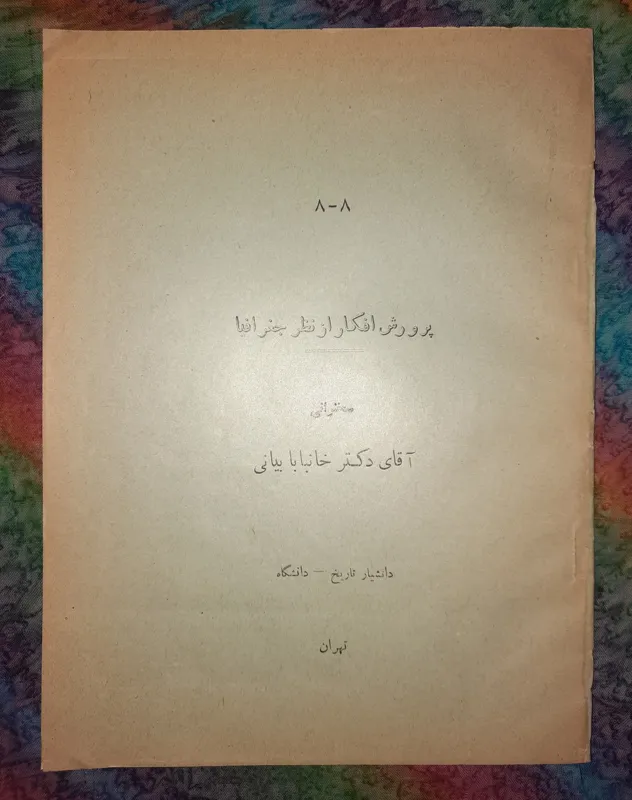 ۸-۸
پرورش افکار از نظر جغرافیا
سخنرانی
آقای دکتر خانبابا بیانی
دانشیار تاریخ – دانشگاه
تهران